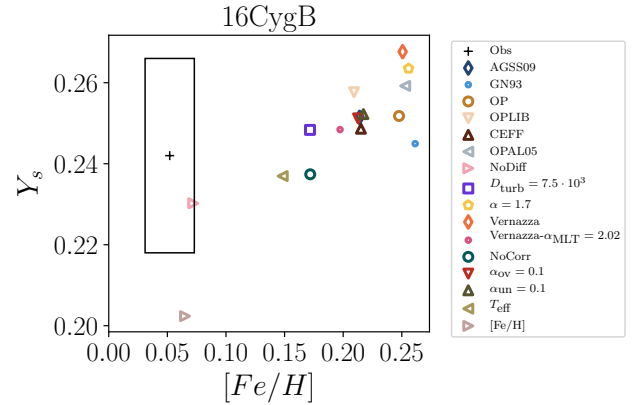 16CygB
Y_s
0.26
0.24
0.22
0.20
0.00 0.05 0.10 0.15 0.20 0.25
[Fe/H]
Obs
AGSS09
GN93
OP
OPLIB
CEFF
OPAL05
NoDiff
D_turb = 7.5 · 10^3
α = 1.7
Vernazza
Vernazza-α_MLT = 2.02
NoCorr
α_ov = 0.1
α_un = 0.1
T_eff
[Fe/H]